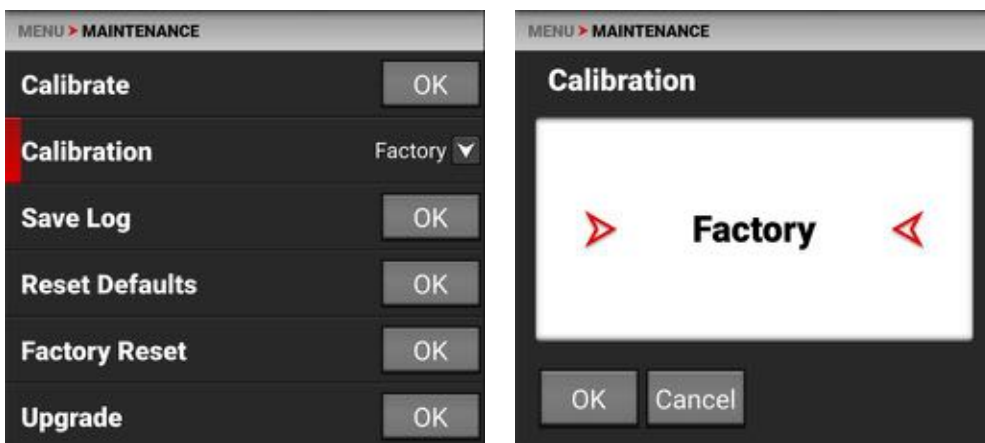 MENU > MAINTENANCE
Calibrate OK
Calibration Factory
Save Log OK
Reset Defaults OK
Factory Reset OK
Upgrade OK
MENU > MAINTENANCE
Calibration
Factory
OK Cancel